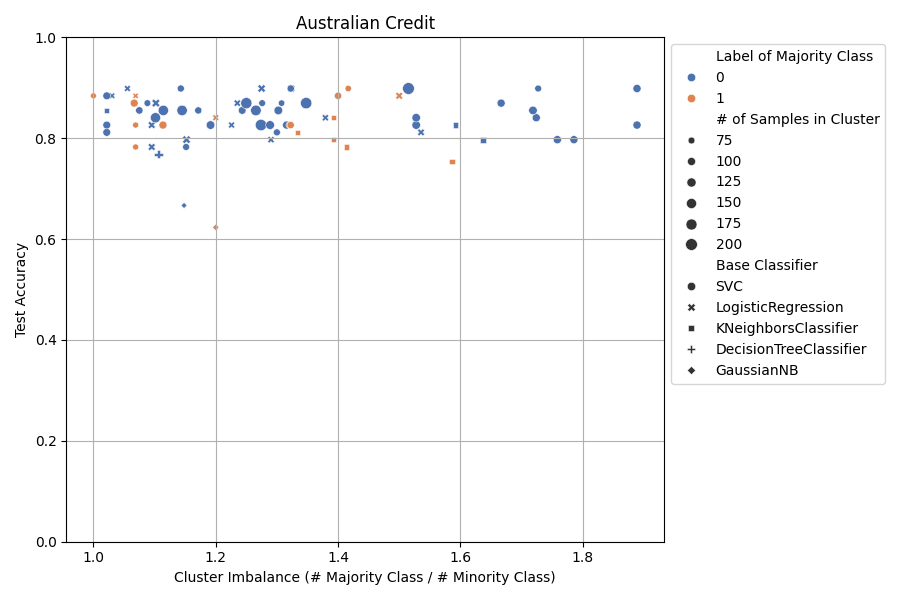 Australian Credit
Test Accuracy
1.0
0.8
0.6
0.4
0.2
0.0
1.0 1.2 1.4 1.6 1.8
Cluster Imbalance (# Majority Class / # Minority Class)
Label of Majority Class
0
1
# of Samples in Cluster
75
100
125
150
175
200
Base Classifier
SVC
LogisticRegression
KNeighborsClassifier
DecisionTreeClassifier
GaussianNB